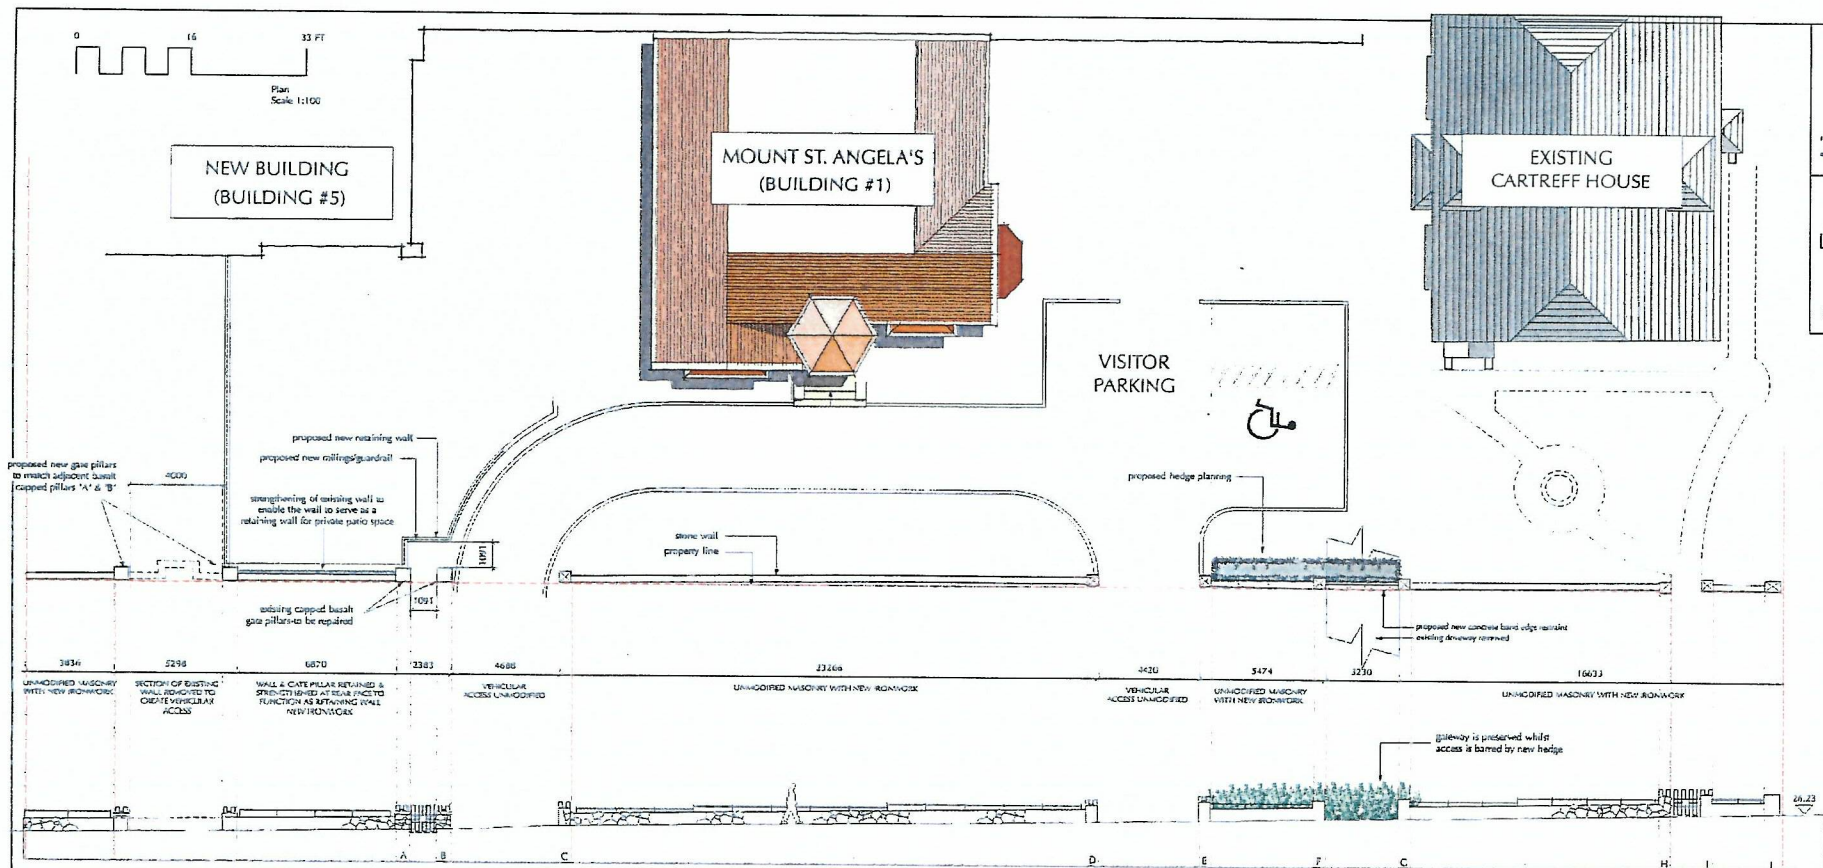 0 16 33 FT
Plan
Scale 1:100
NEW BUILDING
(BUILDING #5)
MOUNT ST. ANGELA'S
(BUILDING #1)
EXISTING
CARTREFF HOUSE
VISITOR
PARKING
proposed new retaining wall
proposed new railings/guardrail
proposed new gate pillars
to match adjacent basalt
capped pillars 'A' & 'B'
4000
strengthening of existing wall to
enable the wall to serve as a
retaining wall for private patio space
1601
1601
existing capped basalt
gate pillars-to be repaired
stone wall
property line
proposed hedge planning
proposed new concrete band edge restraint
existing driveway removed
3836 5298 6870 2383 4688 23266 4420 5474 3230 16633
UNMODIFIED MASONRY
WITH NEW IRONWORK
SECTION OF EXISTING
WALL REMOVED TO
CREATE VEHICULAR
ACCESS
WALL & GATE PILLAR RETAINED &
STRENGTHENED AT REAR FACE TO
FUNCTION AS RETAINING WALL
NEW IRONWORK
VEHICULAR
ACCESS UNMODIFIED
UNMODIFIED MASONRY WITH NEW IRONWORK
VEHICULAR
ACCESS UNMODIFIED
UNMODIFIED MASONRY
WITH NEW IRONWORK
UNMODIFIED MASONRY WITH NEW IRONWORK
gateway is preserved whilst
access is barred by new hedge
26.23
A B C D E F G H I J